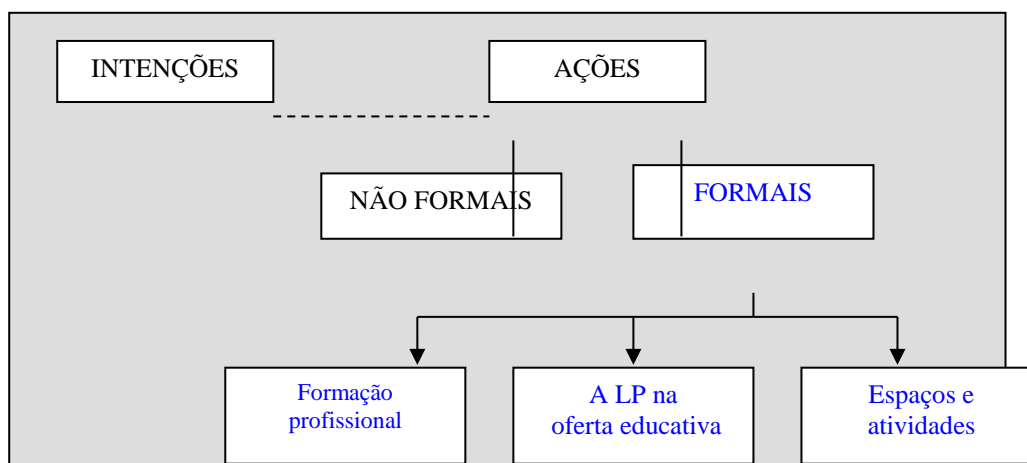 INTENÇÕES
AÇÕES
NÃO FORMAIS
FORMAIS
Formação
profissional
A LP na
oferta educativa
Espaços e
atividades